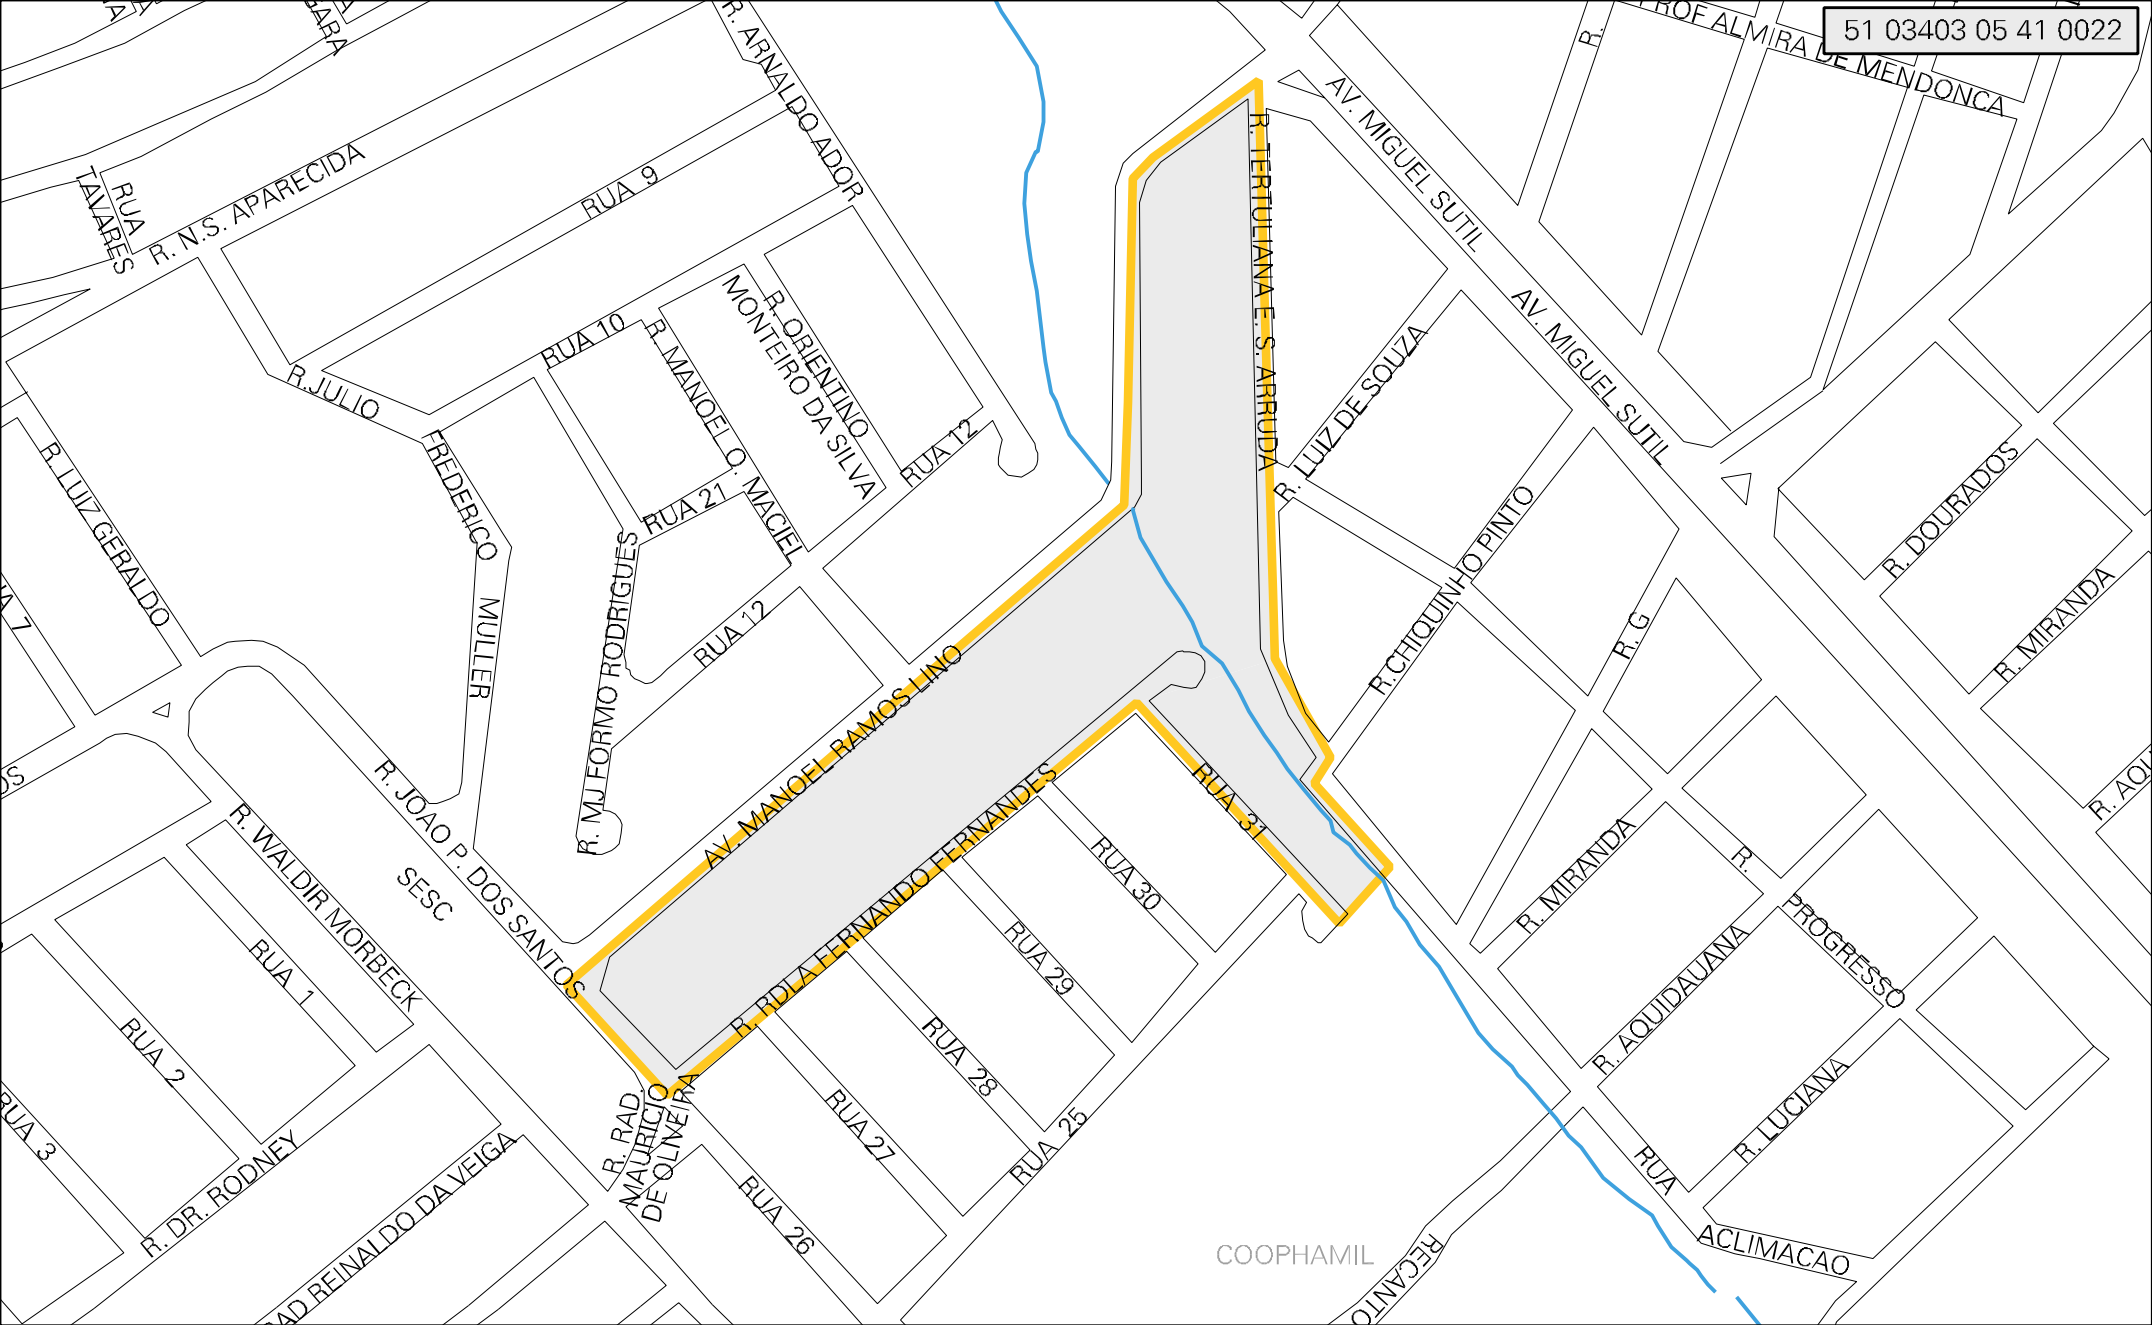 51 03403 05 41 0022
R. ARNALDO ADOR
R.
PROF ALMIRA DE MENDONCA
AV. MIGUEL SUTIL
R. TERTULIANA E. S. ARRUDA
RUA
TAVARES
R. N.S. APARECIDA
RUA 9
R. ORIENTINO
MONTEIRO DA SILVA
AV. MIGUEL SUTIL
RUA 10
R. MANOEL O. MACIEL
R. LUIZ DE SOUZA
R.JULIO
FREDERICO
MULLER
RUA 12
R. LUIZ GERALDO
RUA 21
R. DOURADOS
R. CHIQUINHO PINTO
R. MJ FORMO RODRIGUES
R. MIRANDA
RUA 12
R. G
AV. MANOEL RAMOS LINO
R. JOAO P. DOS SANTOS
RUA 31
R. RDLA FERNANDO FERNANDES
R. WALDIR MORBECK
SESC
RUA 30
R. MIRANDA
R.
PROGRESSO
RUA 1
RUA 29
R. AQUIDAUANA
RUA 2
RUA 28
R. LUCIANA
RUA 3
R. RAD.
MAURICIO
DE OLIVEIRA
RUA 27
RUA 25
R. DR. RODNEY
RAD REINALDO DA VEIGA
RUA 26
RUA
ACLIMACAO
COOPHAMIL
RECANTO